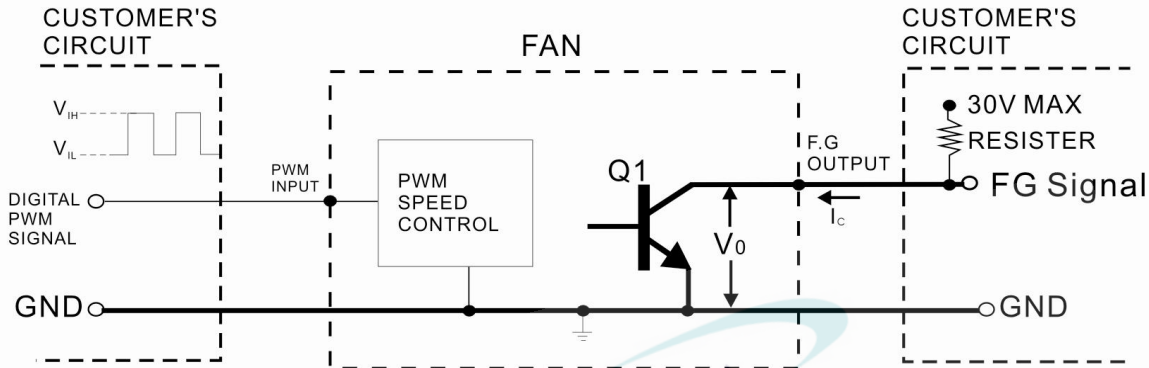 CUSTOMER'S
CIRCUIT
FAN
CUSTOMER'S
CIRCUIT
VIH
VIL
DIGITAL
PWM
SIGNAL
PWM
INPUT
PWM
SPEED
CONTROL
Q1
V0
F.G
OUTPUT
IC
30V MAX
RESISTER
FG Signal
GND
GND